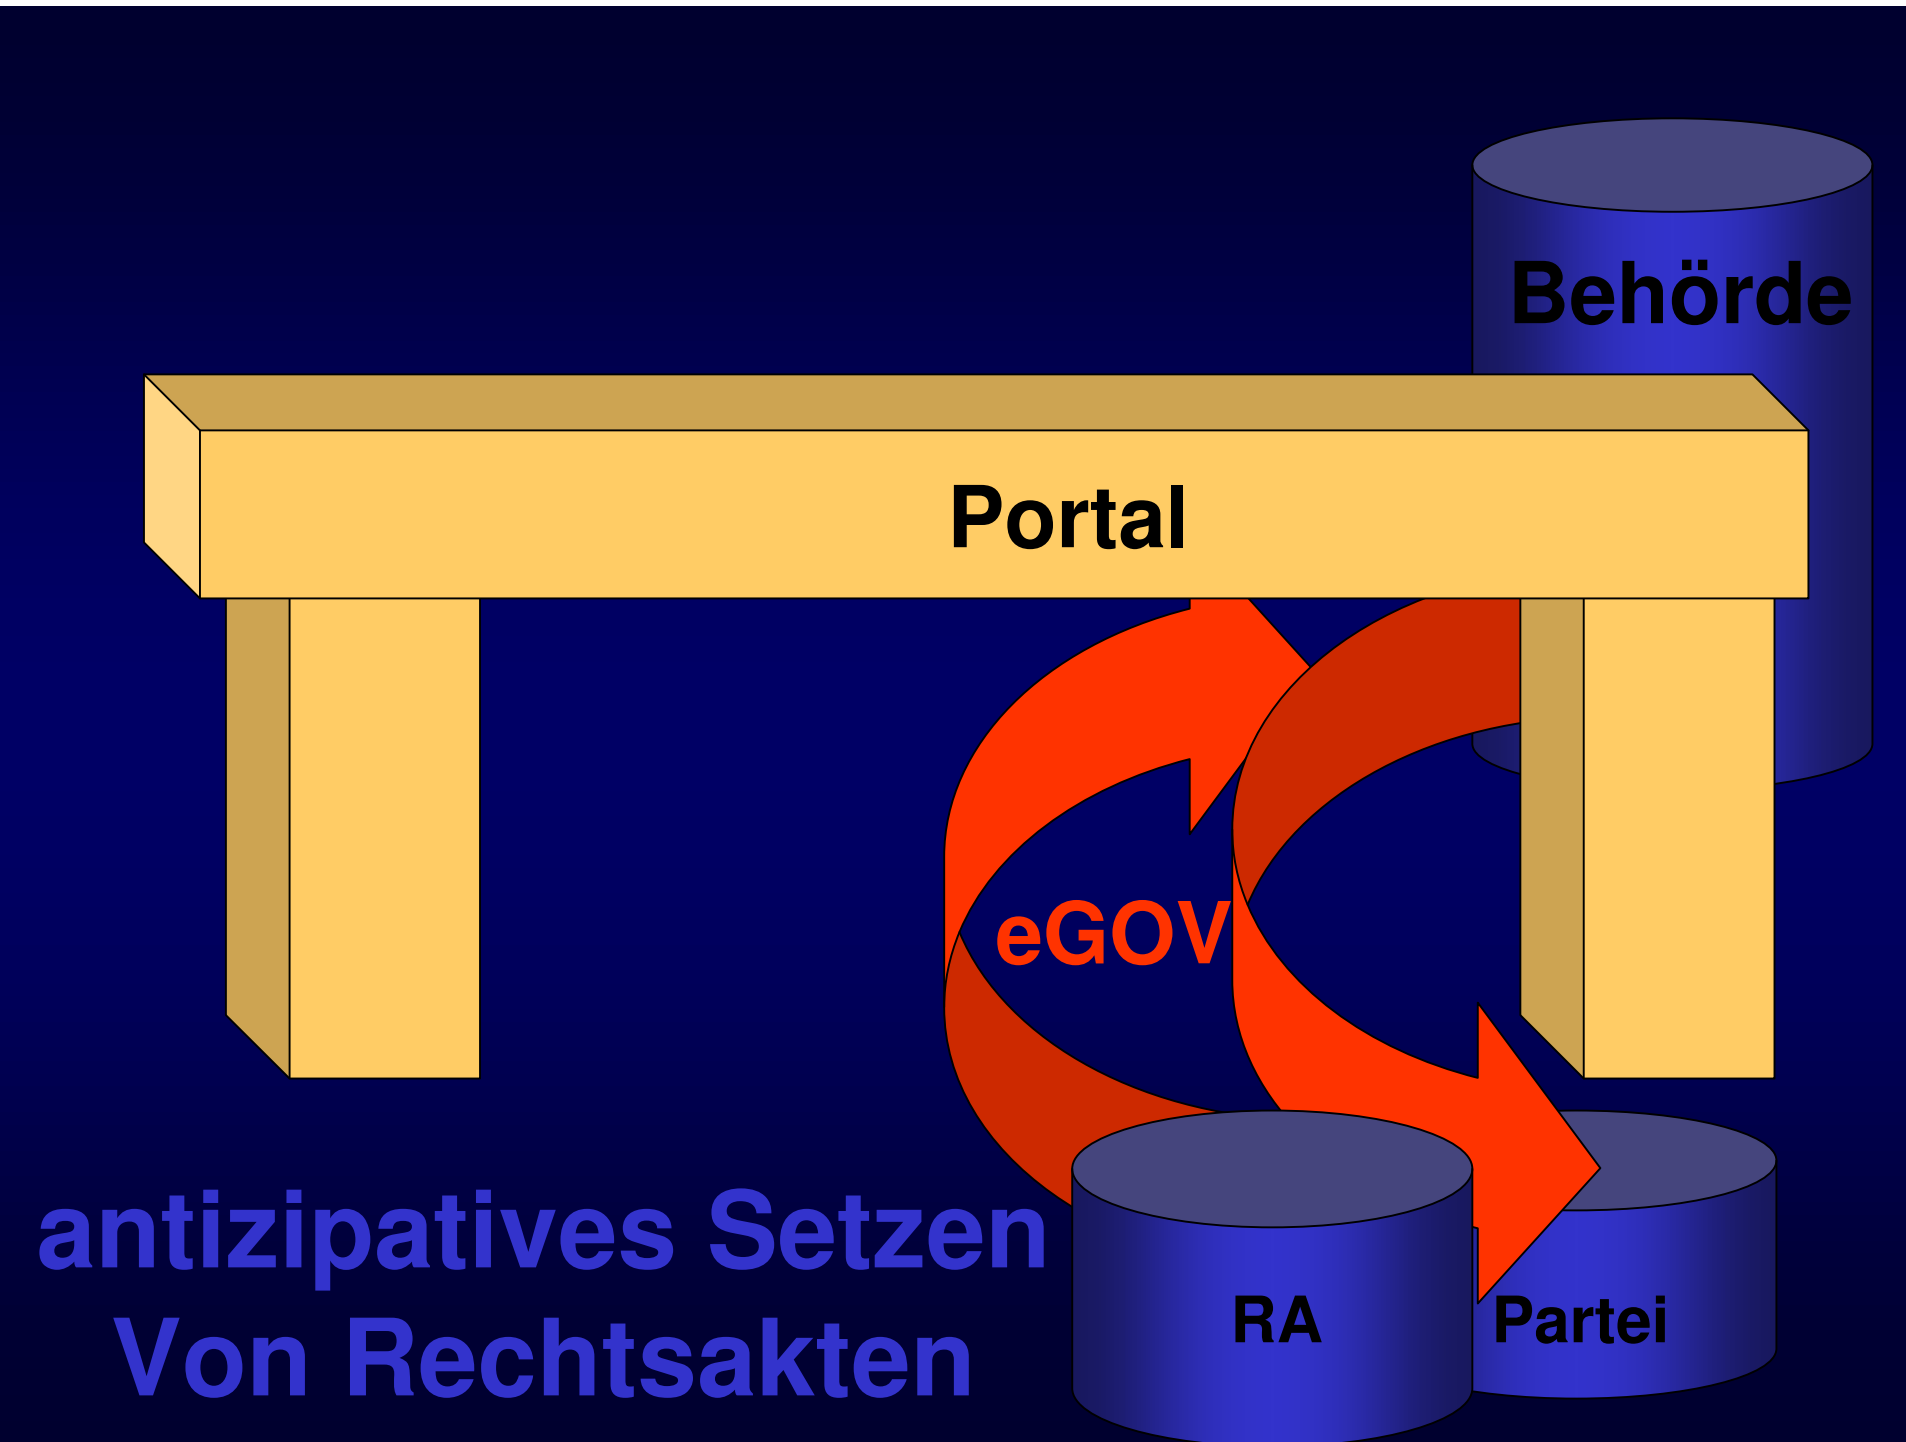 Behörde
Portal
eGOV
antizipatives Setzen
Von Rechtsakten
RA
Partei